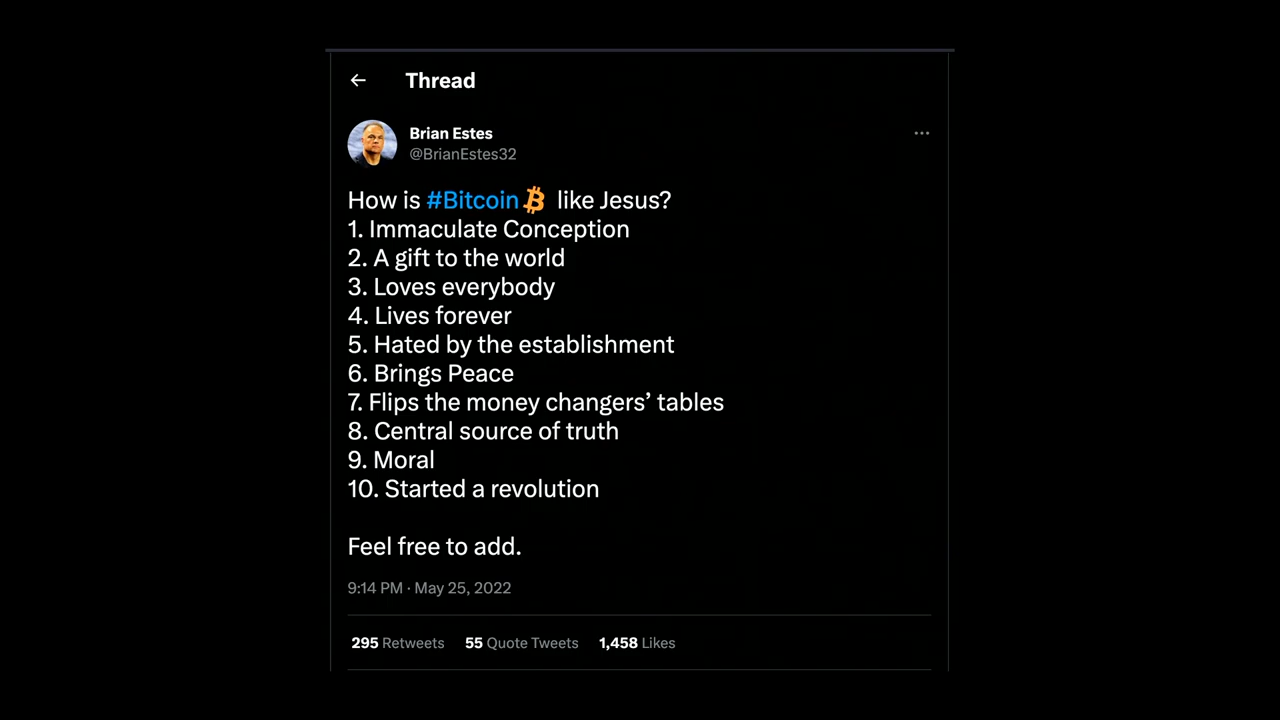 Thread
Brian Estes
@BrianEstes32
How is #Bitcoin₿ like Jesus?
1. Immaculate Conception
2. A gift to the world
3. Loves everybody
4. Lives forever
5. Hated by the establishment
6. Brings Peace
7. Flips the money changers’ tables
8. Central source of truth
9. Moral
10. Started a revolution
Feel free to add.
9:14 PM · May 25, 2022
295 Retweets 55 Quote Tweets 1,458 Likes